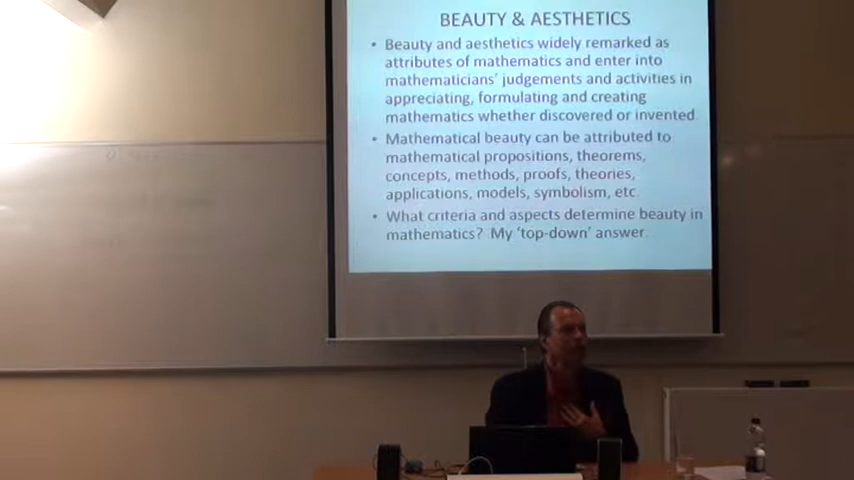 BEAUTY & AESTHETICS
• Beauty and aesthetics widely remarked as
attributes of mathematics and enter into
mathematicians' judgements and activities in
appreciating, formulating and creating
mathematics whether discovered or invented.
• Mathematical beauty can be attributed to
mathematical propositions, theorems,
concepts, methods, proofs, theories,
applications, models, symbolism, etc.
• What criteria and aspects determine beauty in
mathematics? My 'top-down' answer.